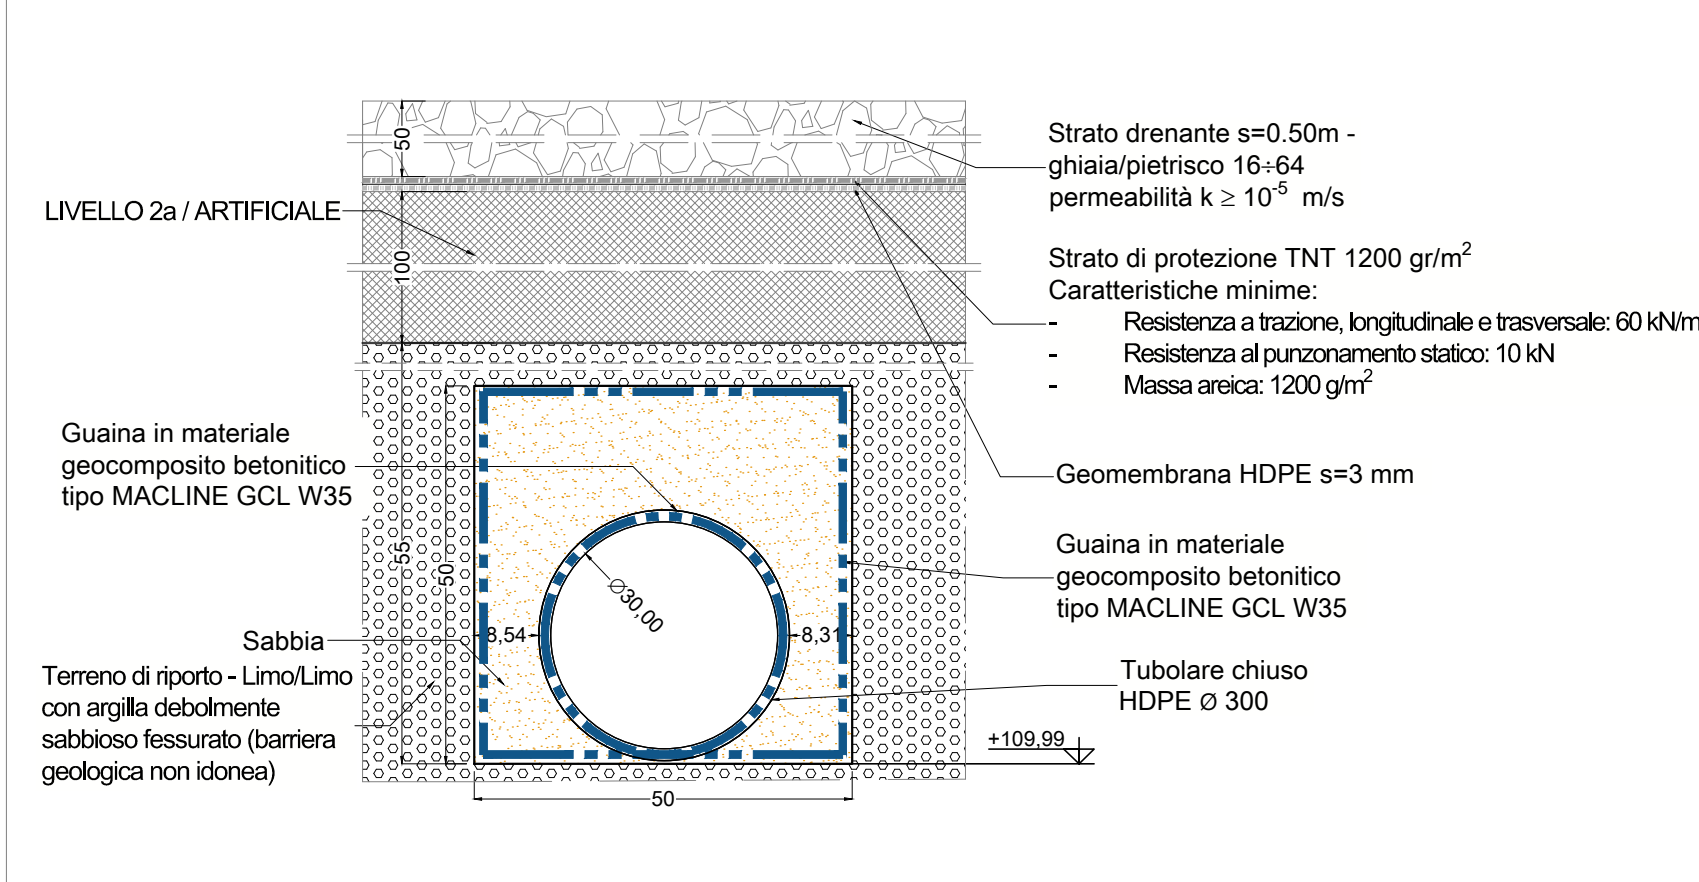 50
Strato drenante s=0.50m -
ghiaia/pietrisco 16÷64
permeabilità k ≥ 10⁻⁵ m/s
LIVELLO 2a / ARTIFICIALE
100
Strato di protezione TNT 1200 gr/m²
Caratteristiche minime:
- Resistenza a trazione, longitudinale e trasversale: 60 kN/m
- Resistenza al punzonamento statico: 10 kN
- Massa areica: 1200 g/m²
Guaina in materiale
geocomposito betonitico
tipo MACLINE GCL W35
Geomembrana HDPE s=3 mm
55
50
Guaina in materiale
geocomposito betonitico
tipo MACLINE GCL W35
Ø30,00
8,54
8,31
Sabbia
Terreno di riporto - Limo/Limo
con argilla debolmente
sabbioso fessurato (barriera
geologica non idonea)
Tubolare chiuso
HDPE Ø 300
+109,99
50